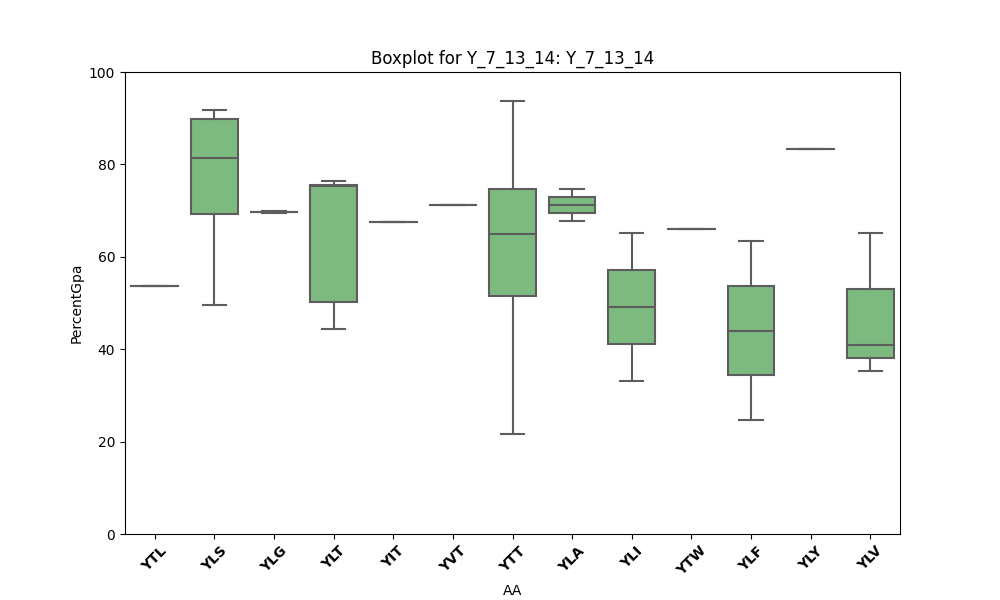 Boxplot for Y_7_13_14: Y_7_13_14
100
80
60
40
20
0
PercentGpa
YTL YLS YLG YLT YIT YVT YTT YLA YLI YTW YLF YLY YLV
AA